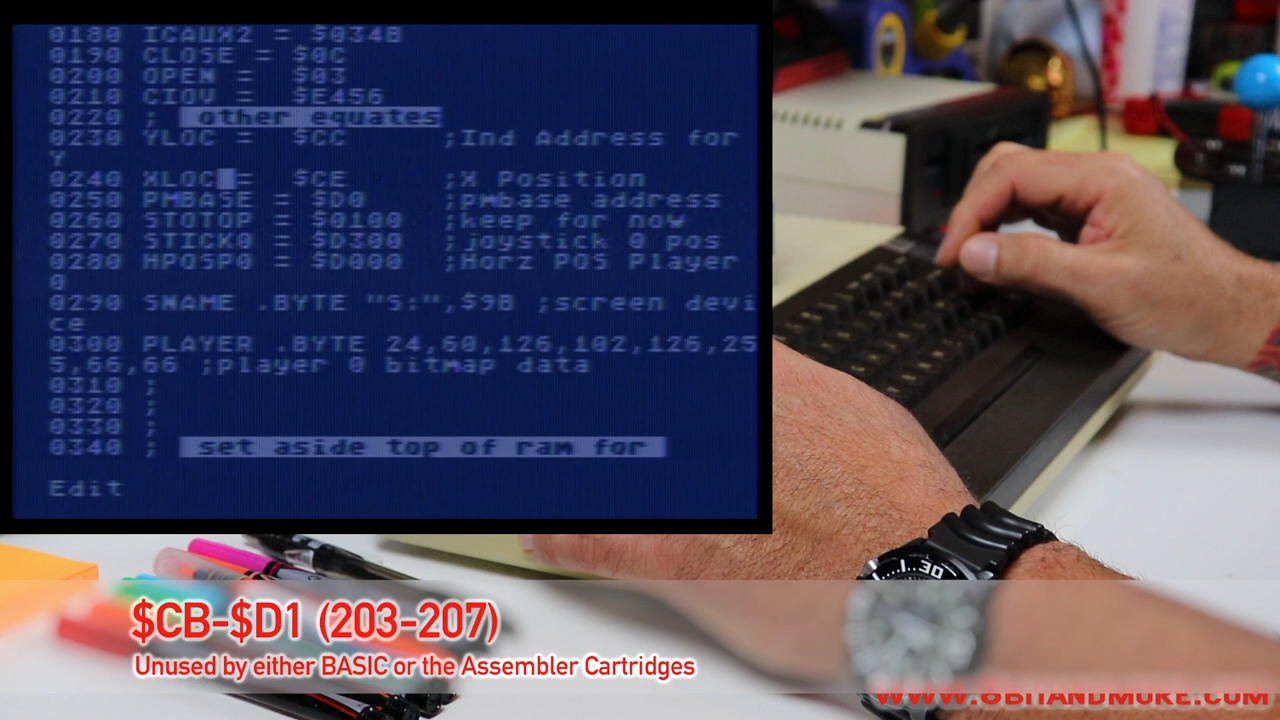 0180 ICAUX2 = $034B
0190 CLOSE = $0C
0200 OPEN = $03
0210 CIOV = $E456
0220 ; other equates
0230 YLOC = $CC ;Ind Address for
Y
0240 XLOC = $CE ;X Position
0250 PMBASE = $D0 ;pmbase address
0260 STOTOP = $0100 ;keep for now
0270 STICK0 = $D300 ;joystick 0 pos
0280 HPOSP0 = $D000 ;Horz POS Player
0
0290 SNAME .BYTE "S:",$9B ;screen devi
ce
0300 PLAYER .BYTE 24,60,126,102,126,25
5,66,66 ;player 0 bitmap data
0310 ;
0320 ;
0330 ;
0340 ; set aside top of ram for
Edit
30
$CB-$D1 (203-207)
Unused by either BASIC or the Assembler Cartridges
WWW.8BITANDMORE.COM